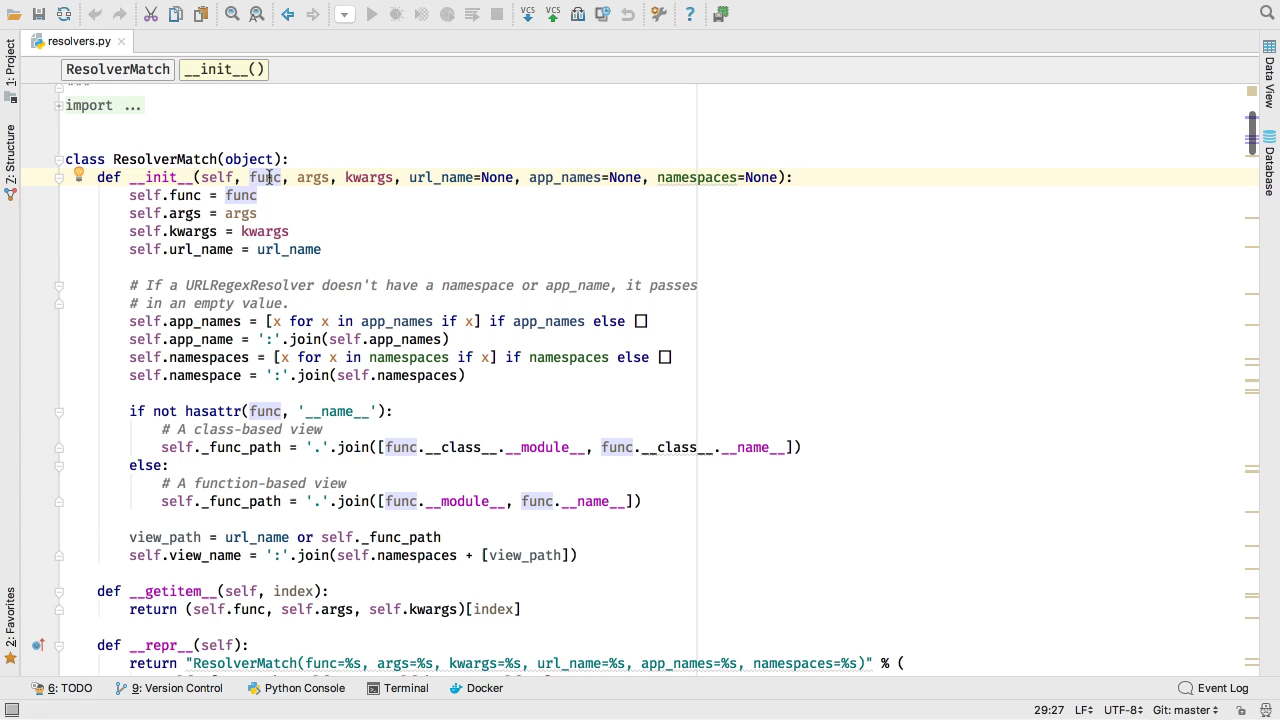 resolvers.py
1: Project
Z: Structure
2: Favorites
Data View
Database
VCS VCS
ResolverMatch __init__()
import ...
class ResolverMatch(object):
def __init__(self, func, args, kwargs, url_name=None, app_names=None, namespaces=None):
self.func = func
self.args = args
self.kwargs = kwargs
self.url_name = url_name
# If a URLRegexResolver doesn't have a namespace or app_name, it passes
# in an empty value.
self.app_names = [x for x in app_names if x] if app_names else []
self.app_name = ':'.join(self.app_names)
self.namespaces = [x for x in namespaces if x] if namespaces else []
self.namespace = ':'.join(self.namespaces)
if not hasattr(func, '__name__'):
# A class-based view
self._func_path = '.'.join([func.__class__.__module__, func.__class__.__name__])
else:
# A function-based view
self._func_path = '.'.join([func.__module__, func.__name__])
view_path = url_name or self._func_path
self.view_name = ':'.join(self.namespaces + [view_path])
def __getitem__(self, index):
return (self.func, self.args, self.kwargs)[index]
def __repr__(self):
return "ResolverMatch(func=%s, args=%s, kwargs=%s, url_name=%s, app_names=%s, namespaces=%s)" % (
6: TODO 9: Version Control Python Console Terminal Docker Event Log
29:27 LF UTF-8 Git: master